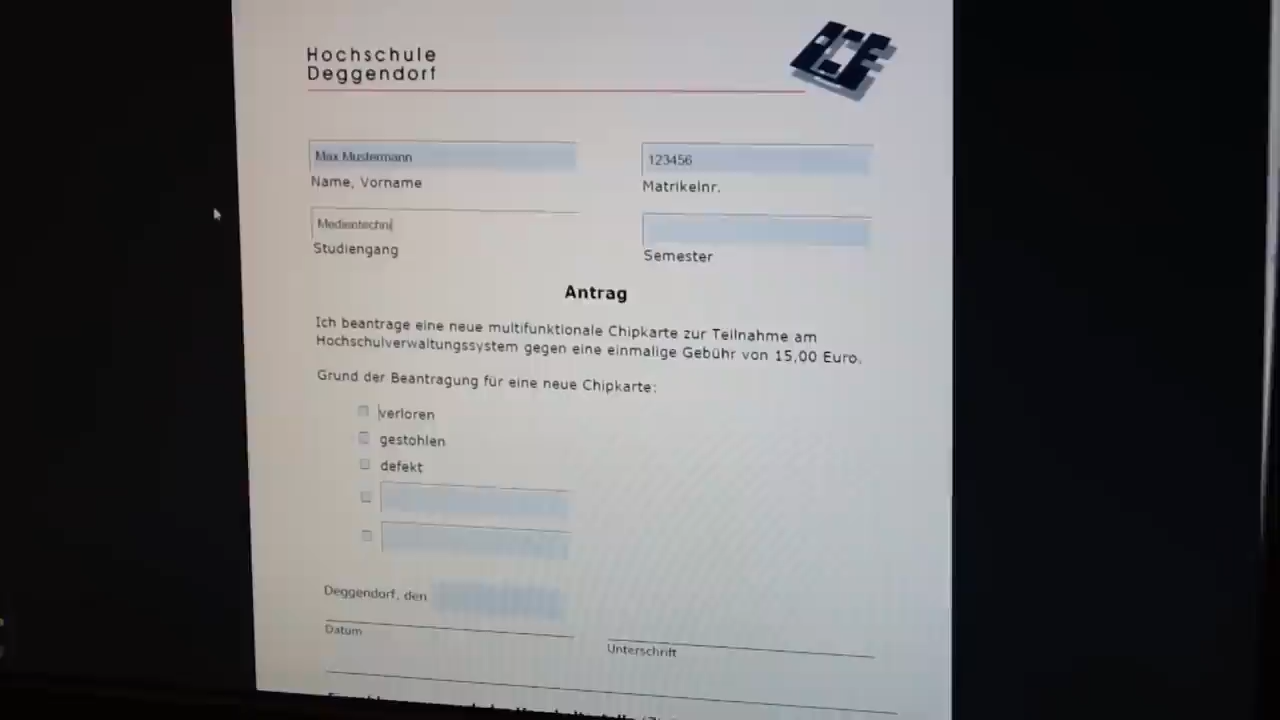 Hochschule
Deggendorf
Max Mustermann
123456
Name, Vorname
Matrikelnr.
Medientechni
Studiengang
Semester
Antrag
Ich beantrage eine neue multifunktionale Chipkarte zur Teilnahme am
Hochschulverwaltungssystem gegen eine einmalige Gebühr von 15,00 Euro.
Grund der Beantragung für eine neue Chipkarte:
verloren
gestohlen
defekt
Deggendorf, den
Datum
Unterschrift